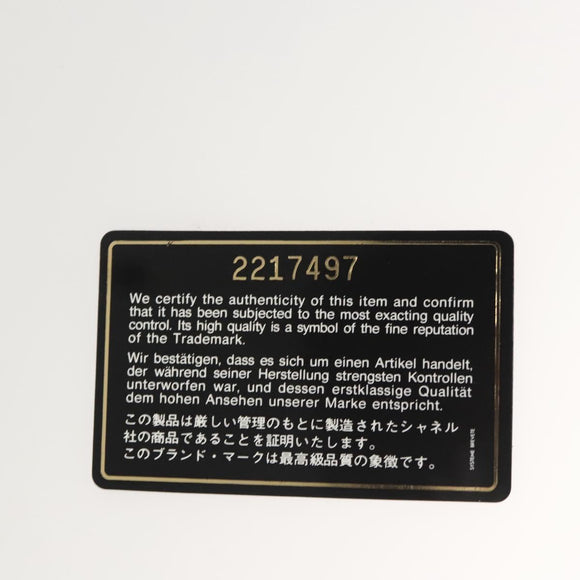 2217497
We certify the authenticity of this item and confirm
that it has been subjected to the most exacting quality
control. Its high quality is a symbol of the fine reputation
of the Trademark.
Wir bestätigen, dass es sich um einen Artikel handelt,
der während seiner Herstellung strengsten Kontrollen
unterworfen war, und dessen erstklassige Qualität
dem hohen Ansehen unserer Marke entspricht.
この製品は厳しい管理のもとに製造されたシャネル
社の商品であることを証明いたします。
このブランド・マークは最高級品質の象徴です。
SYSTEME BREVETE